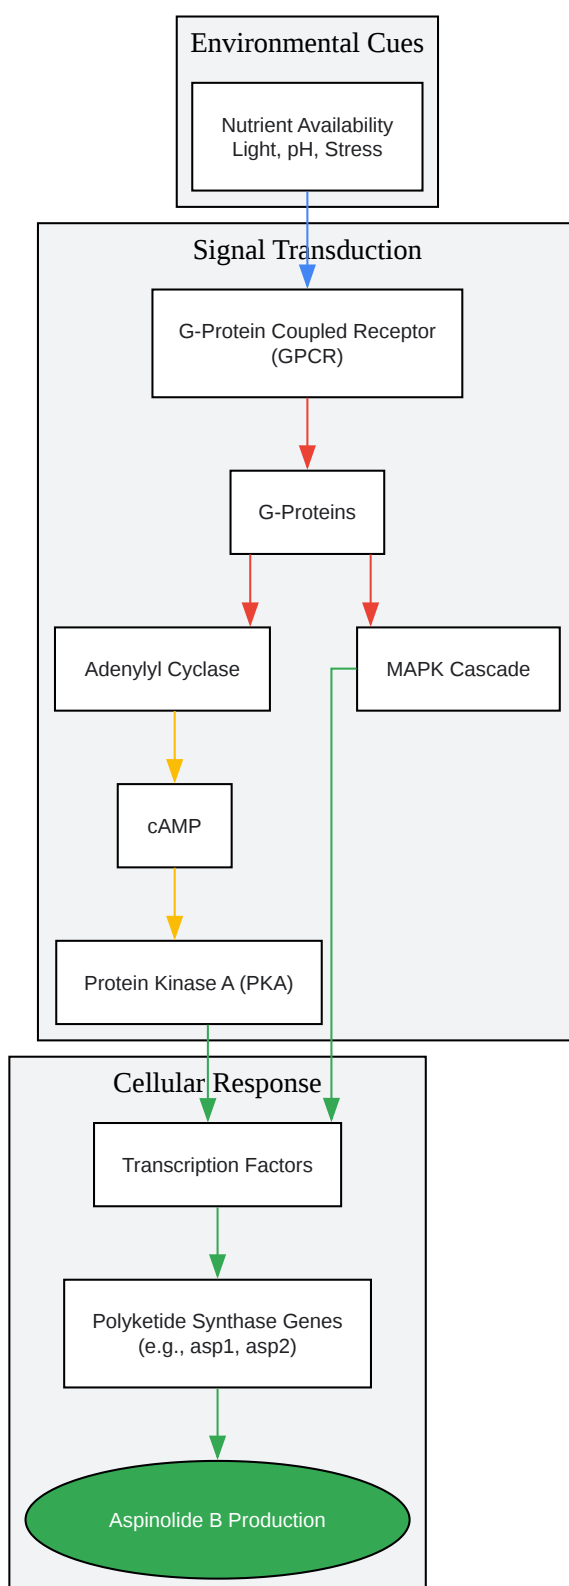 Environmental Cues
Nutrient Availability
Light, pH, Stress
Signal Transduction
G-Protein Coupled Receptor
(GPCR)
G-Proteins
Adenylyl Cyclase
MAPK Cascade
cAMP
Protein Kinase A (PKA)
Cellular Response
Transcription Factors
Polyketide Synthase Genes
(e.g., asp1, asp2)
Aspinolide B Production